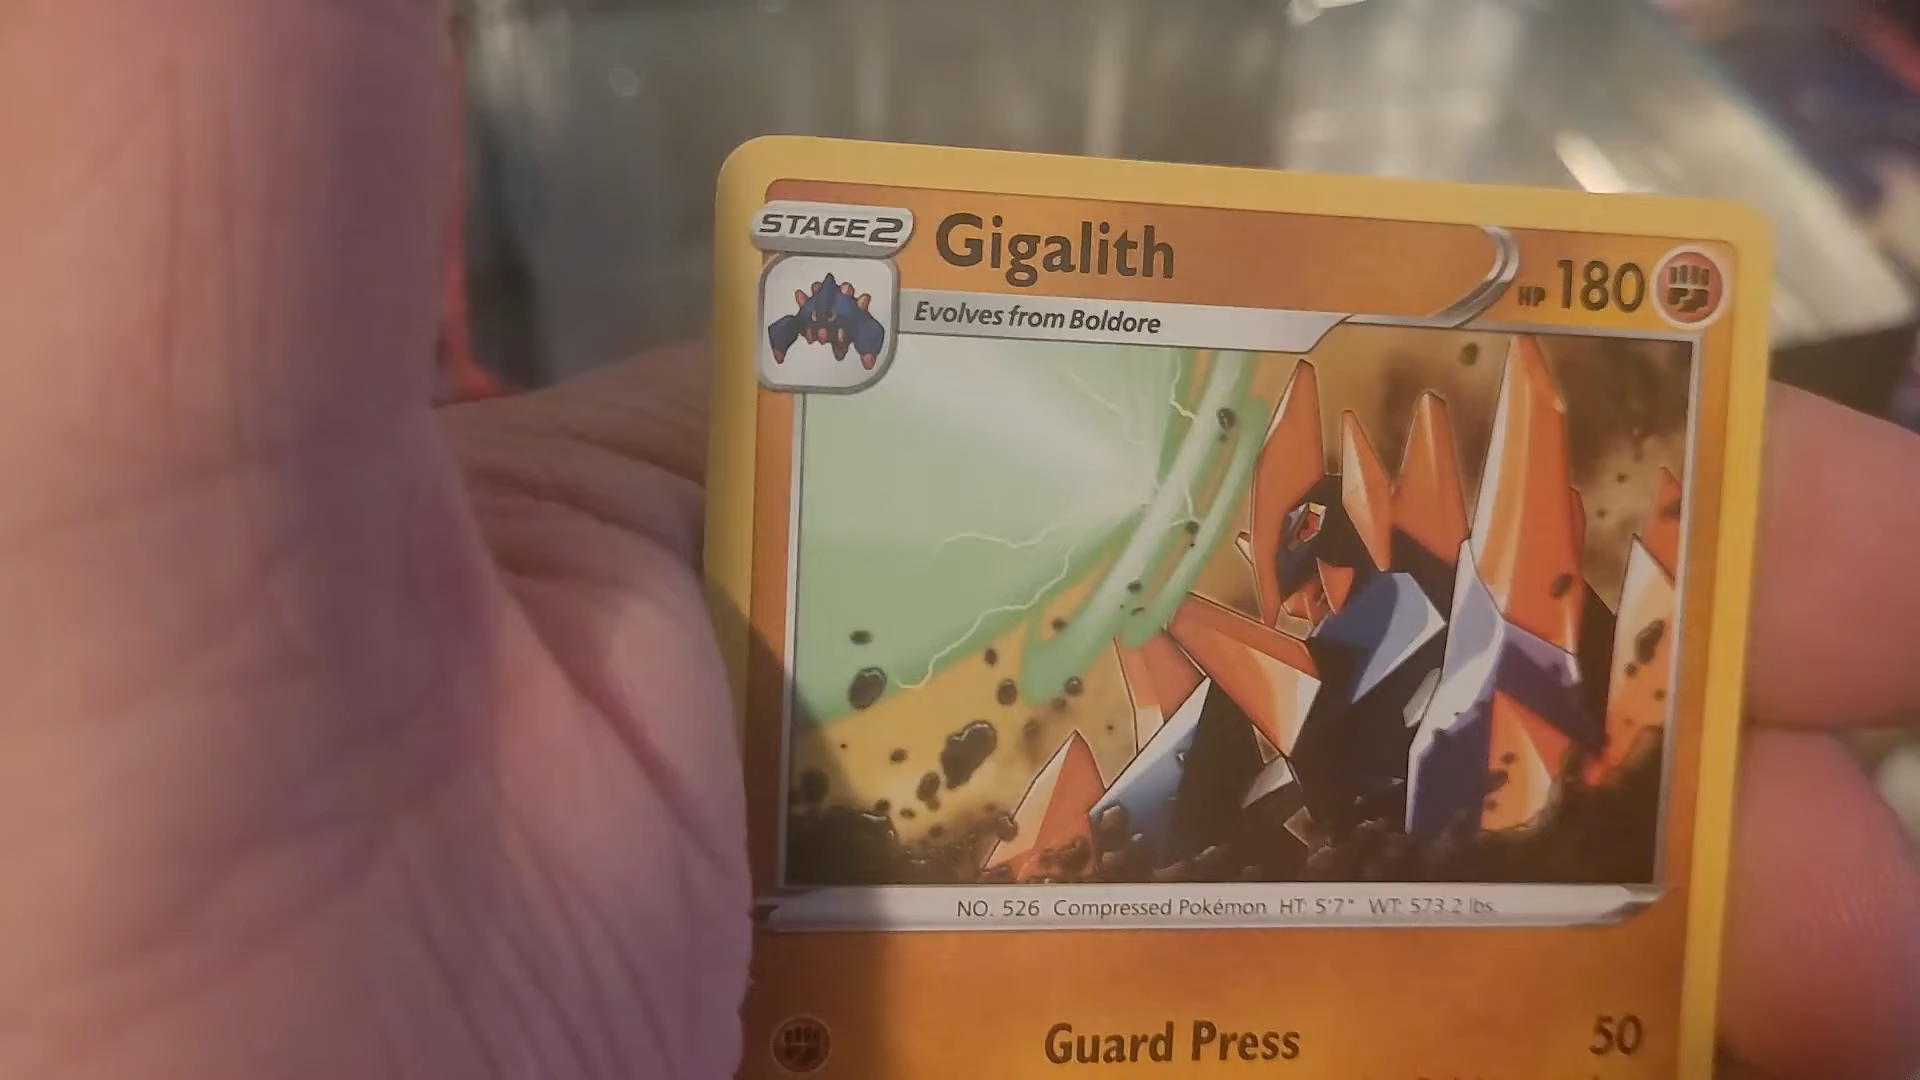 STAGE2
Gigalith
HP 180
Evolves from Boldore
NO. 526 Compressed Pokémon HT: 5'7" WT: 573.2 lbs.
Guard Press 50